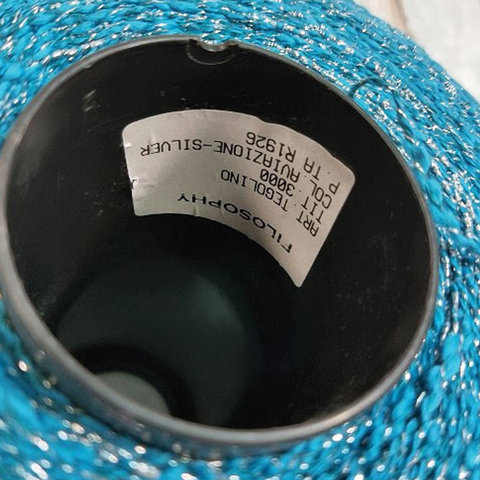 FILOSOPHY
ART TEGOLINO
TIT 3000
COL. AVIAZIONE-SILVER
P.TA R1926